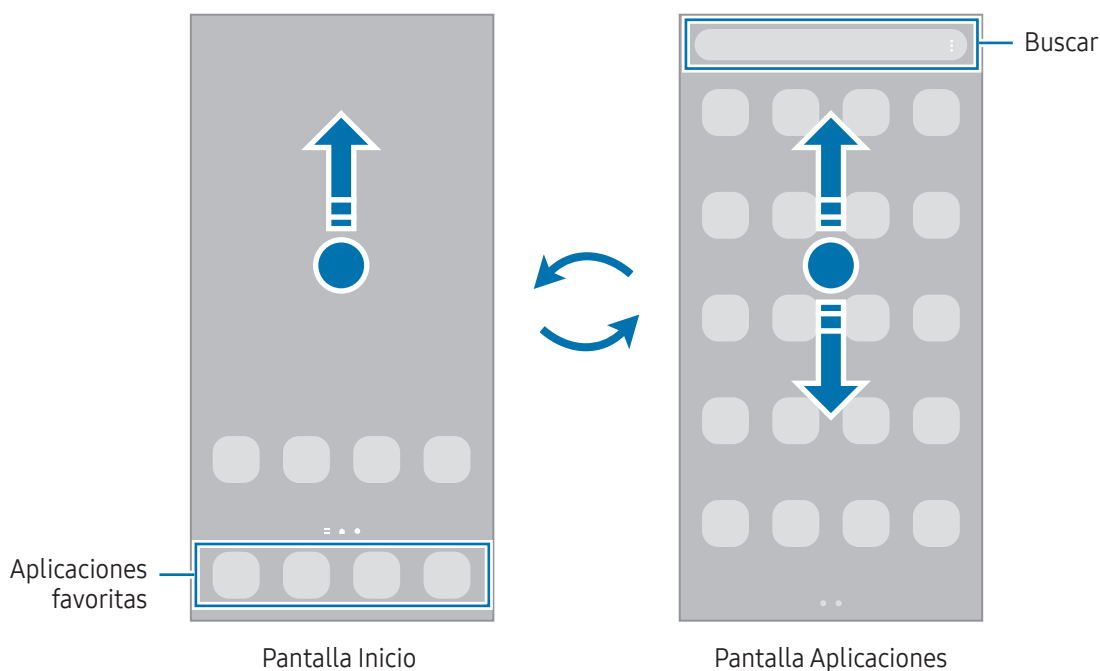 Buscar
Aplicaciones
favoritas
Pantalla Inicio
Pantalla Aplicaciones